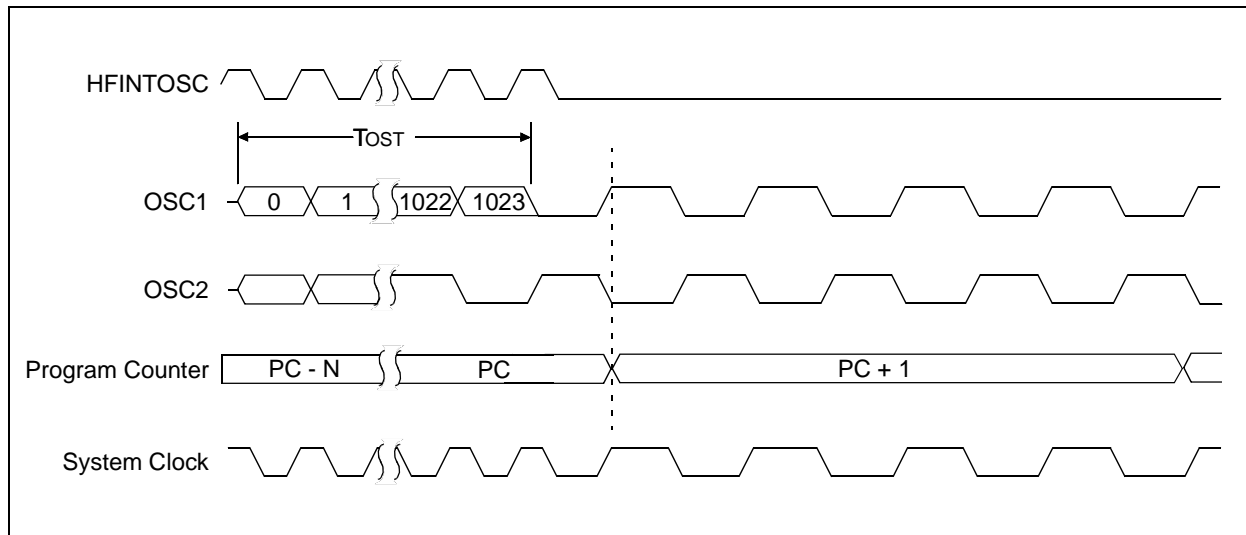 HFINTOSC
TOST
OSC1 0 1 1022 1023
OSC2
Program Counter PC - N PC PC + 1
System Clock